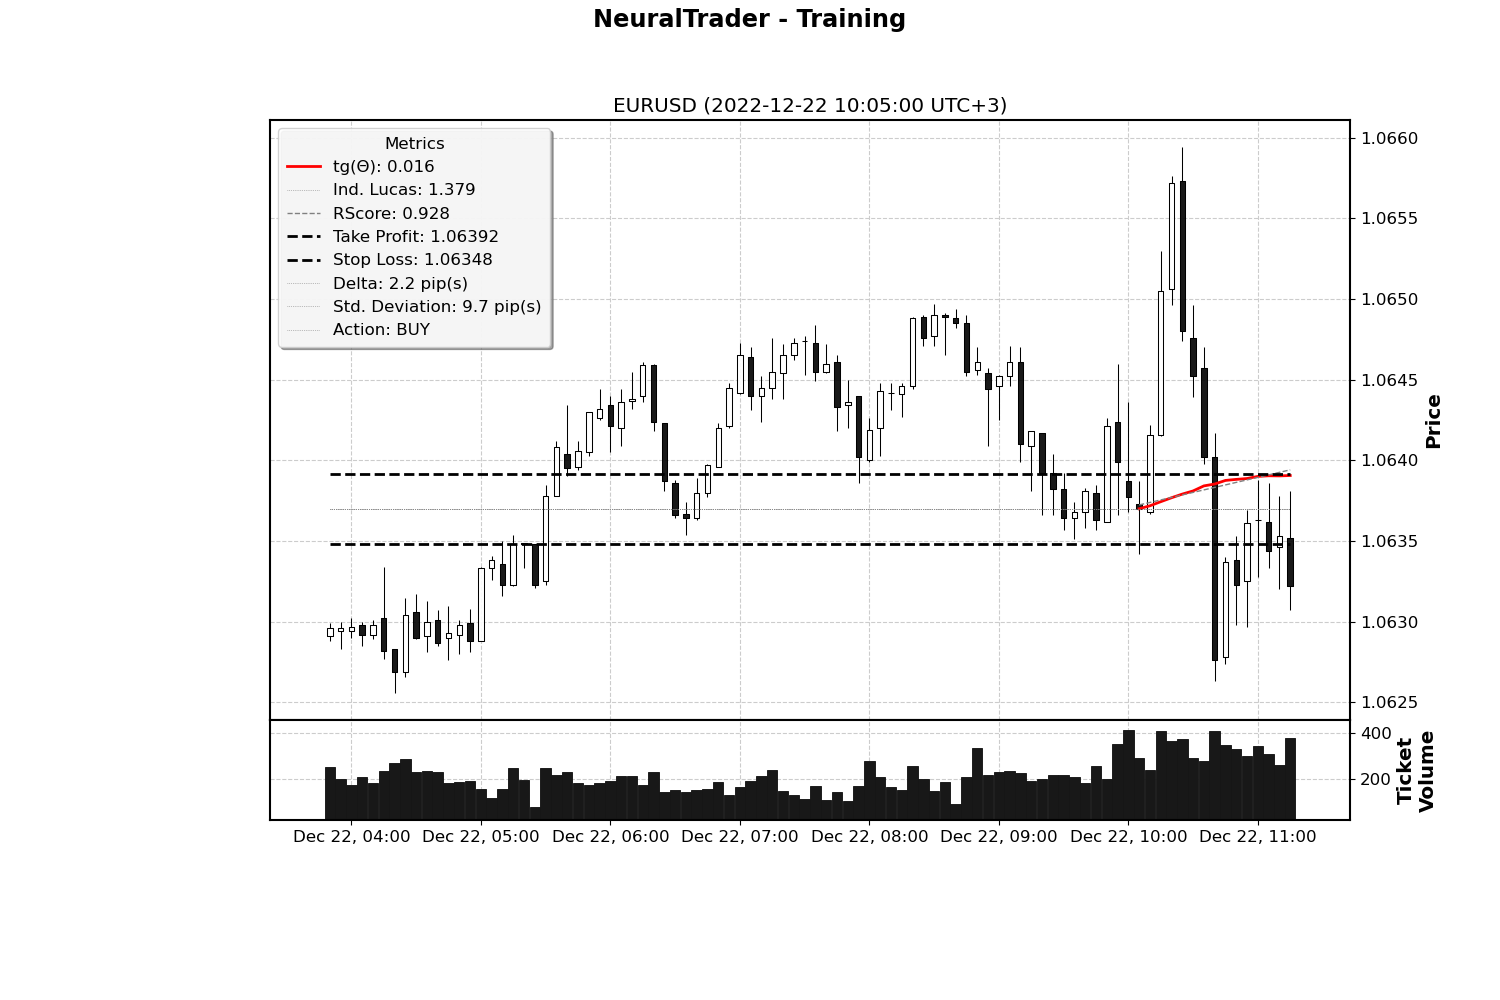 NeuralTrader - Training
EURUSD (2022-12-22 10:05:00 UTC+3)
Metrics
tg(Θ): 0.016
Ind. Lucas: 1.379
RScore: 0.928
Take Profit: 1.06392
Stop Loss: 1.06348
Delta: 2.2 pip(s)
Std. Deviation: 9.7 pip(s)
Action: BUY
1.0660
1.0655
1.0650
1.0645
1.0640
1.0635
1.0630
1.0625
Price
400
200
Ticket
Volume
Dec 22, 04:00 Dec 22, 05:00 Dec 22, 06:00 Dec 22, 07:00 Dec 22, 08:00 Dec 22, 09:00 Dec 22, 10:00 Dec 22, 11:00